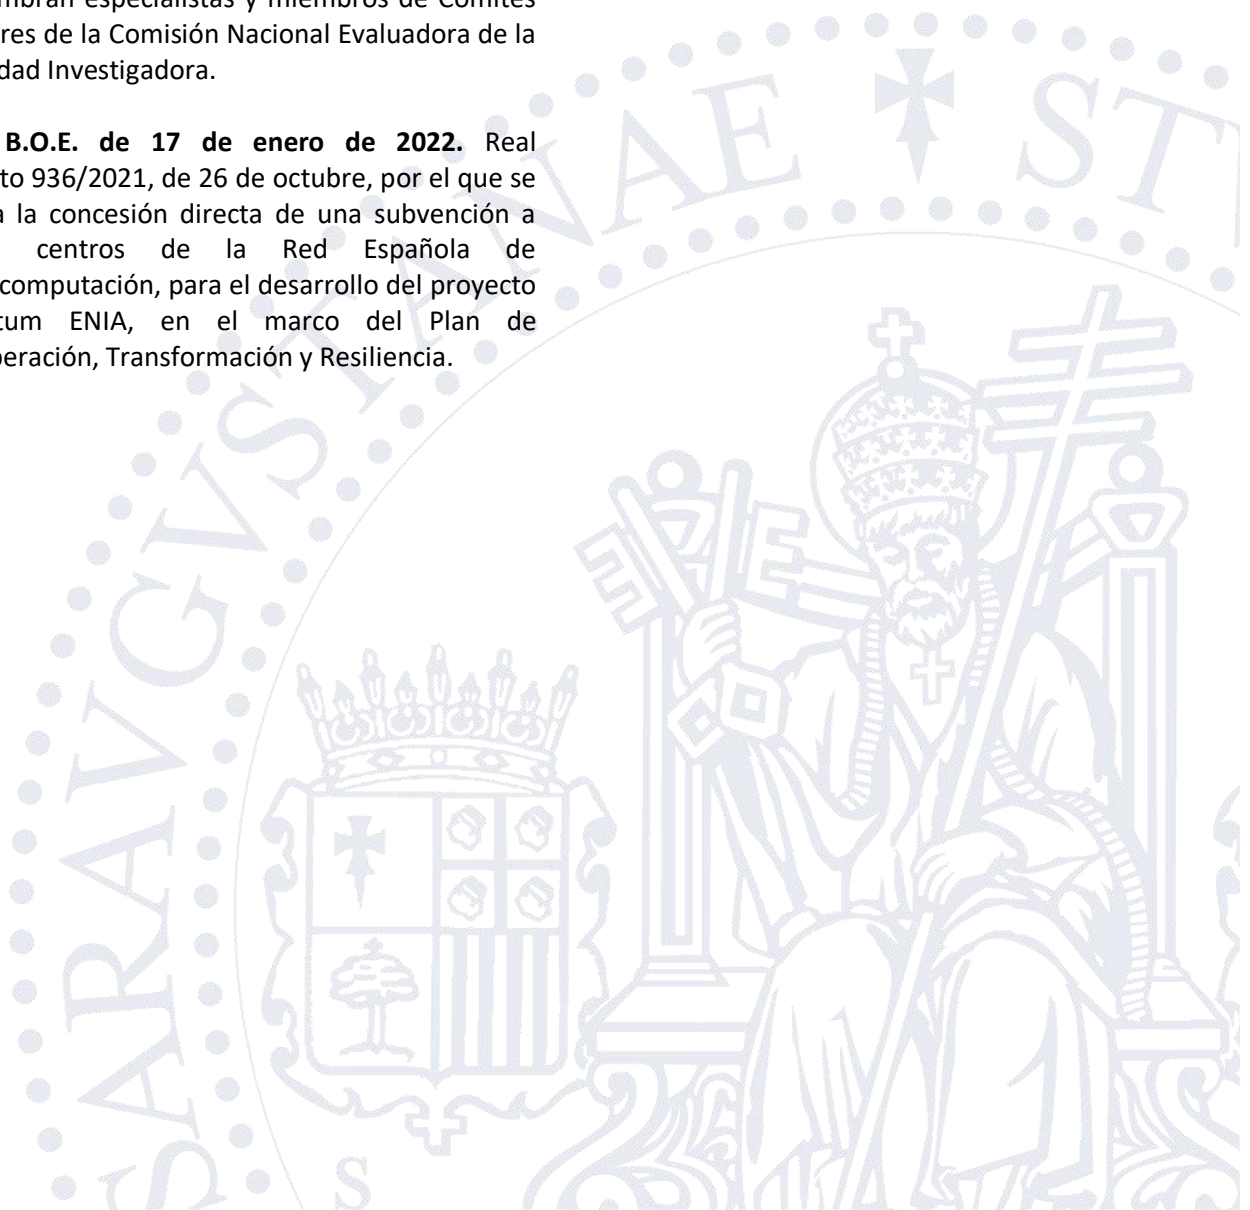 mbran especialistas y miembros de Comités
res de la Comisión Nacional Evaluadora de la
dad Investigadora.
B.O.E. de 17 de enero de 2022. Real
to 936/2021, de 26 de octubre, por el que se
a la concesión directa de una subvención a
centros de la Red Española de
computación, para el desarrollo del proyecto
tum ENIA, en el marco del Plan de
peración, Transformación y Resiliencia.
SARAVGVSTANAE ST
S